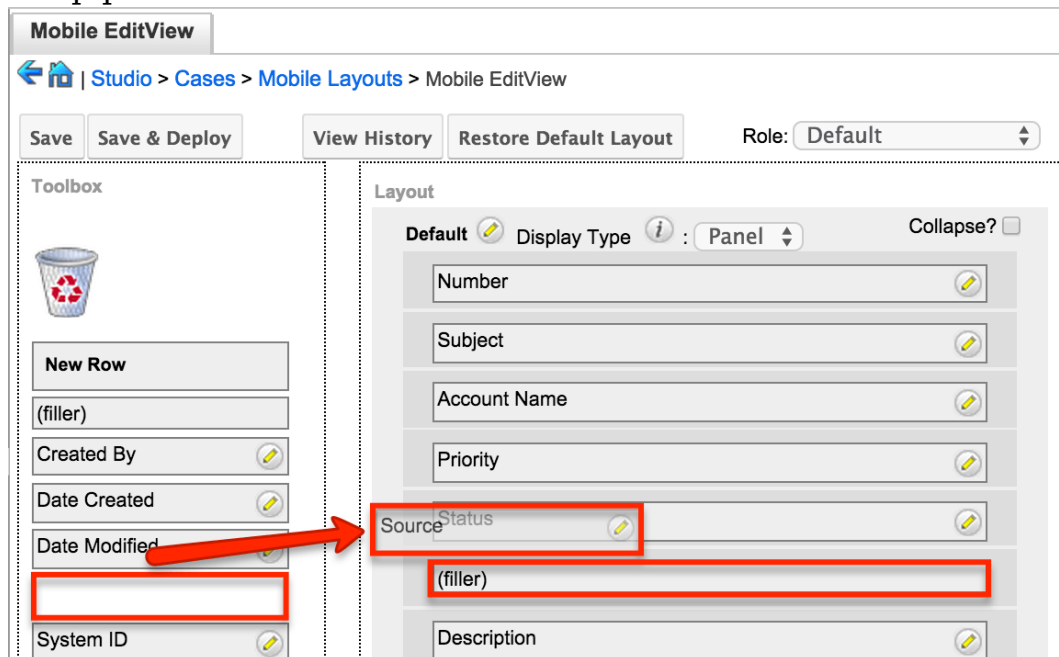 Mobile EditView
| Studio > Cases > Mobile Layouts > Mobile EditView
Save Save & Deploy View History Restore Default Layout Role: Default
Toolbox
Layout
Default Display Type i : Panel Collapse?
Number
Subject
New Row
Account Name
(filler)
Created By
Priority
Date Created
Source Status
Date Modified
(filler)
System ID
Description